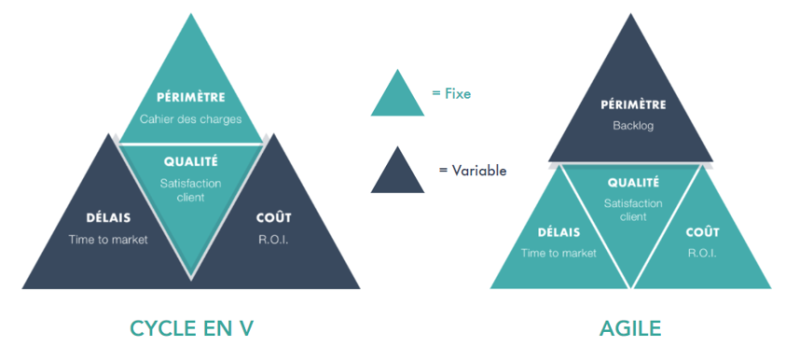 PÉRIMÈTRE
Cahier des charges
QUALITÉ
Satisfaction
client
DÉLAIS
Time to market
COÛT
R.O.I.
CYCLE EN V
= Fixe
= Variable
PÉRIMÈTRE
Backlog
QUALITÉ
Satisfaction
client
DÉLAIS
Time to market
COÛT
R.O.I.
AGILE